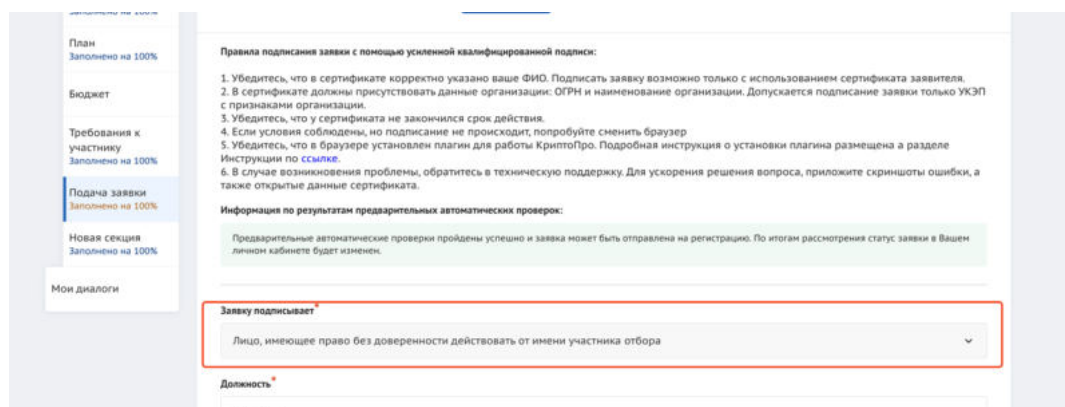 План
Заполнено на 100%
Бюджет
Требования к
участнику
Заполнено на 100%
Подача заявки
Заполнено на 100%
Новая секция
Заполнено на 100%
Мои диалоги
Правила подписания заявки с помощью усиленной квалифицированной подписи:
1. Убедитесь, что в сертификате корректно указано ваше ФИО. Подписать заявку возможно только с использованием сертификата заявителя.
2. В сертификате должны присутствовать данные организации: ОГРН и наименование организации. Допускается подписание заявки только УКЭП
с признаками организации.
3. Убедитесь, что у сертификата не закончился срок действия.
4. Если условия соблюдены, но подписание не происходит, попробуйте сменить браузер
5. Убедитесь, что в браузере установлен плагин для работы КриптоПро. Подробная инструкция о установки плагина размещена а разделе
Инструкции по ссылке.
6. В случае возникновения проблемы, обратитесь в техническую поддержку. Для ускорения решения вопроса, приложите скриншоты ошибки, а
также открытые данные сертификата.
Информация по результатам предварительных автоматических проверок:
Предварительные автоматические проверки пройдены успешно и заявка может быть отправлена на регистрацию. По итогам рассмотрения статус заявки в Вашем
личном кабинете будет изменен.
Заявку подписывает*
Лицо, имеющее право без доверенности действовать от имени участника отбора
Должность*